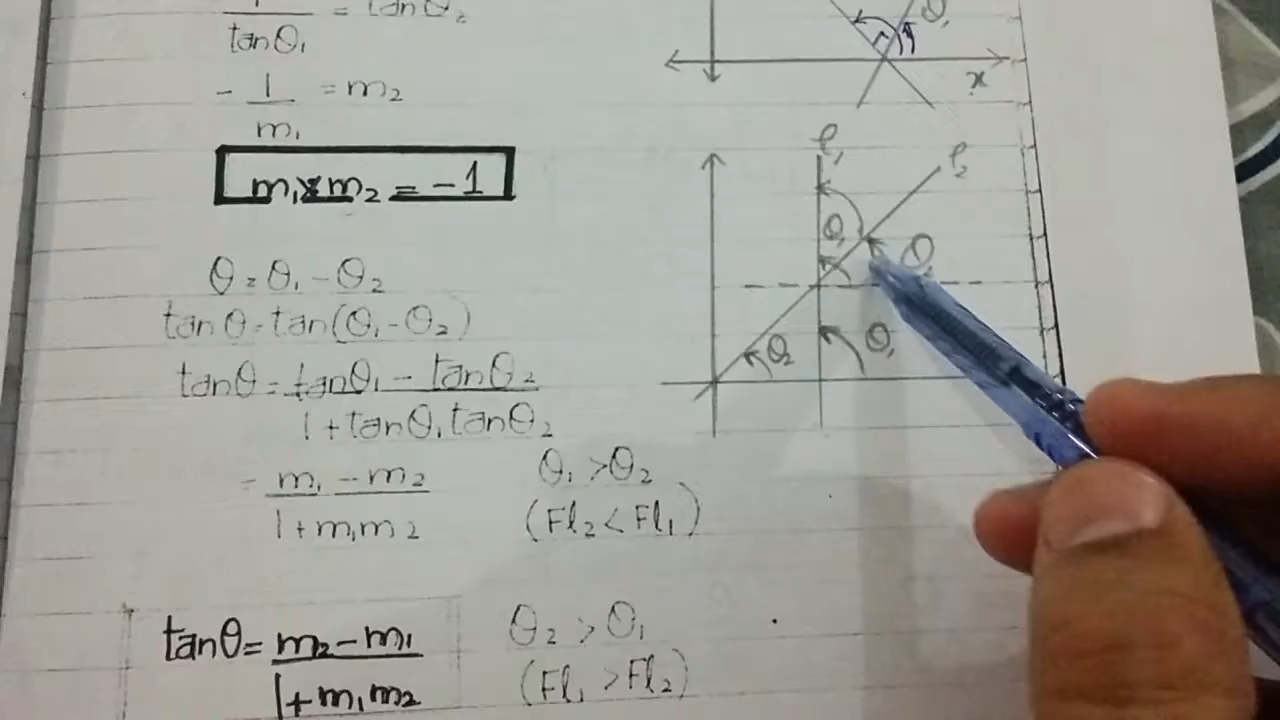 1/tanθ₁ = tanθ₂
- 1/m₁ = m₂
m₁ x m₂ = -1
θ = θ₁ - θ₂
tanθ = tan(θ₁ - θ₂)
tanθ = tanθ₁ - tanθ₂ / 1 + tanθ₁ tanθ₂
= m₁ - m₂ / 1 + m₁m₂
θ₁ > θ₂
(Fl₂ < Fl₁)
tanθ = m₂ - m₁ / 1 + m₁m₂
θ₂ > θ₁
(Fl₁ > Fl₂)
θ₁
x
l₁
l₂
θ₁
θ₂
θ₁